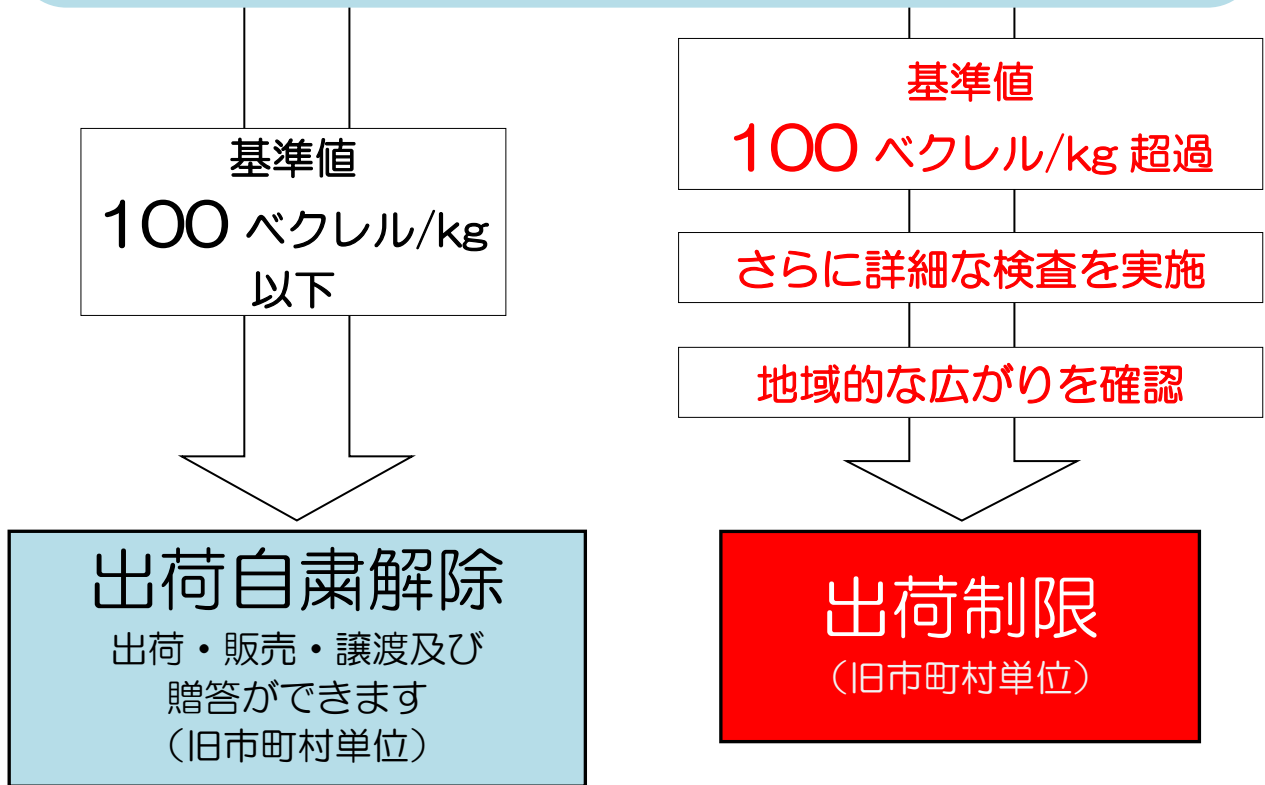 基準値
100 ベクレル/kg
以下
出荷自粛解除
出荷・販売・譲渡及び
贈答ができます
（旧市町村単位）
基準値
100 ベクレル/kg 超過
さらに詳細な検査を実施
地域的な広がりを確認
出荷制限
（旧市町村単位）